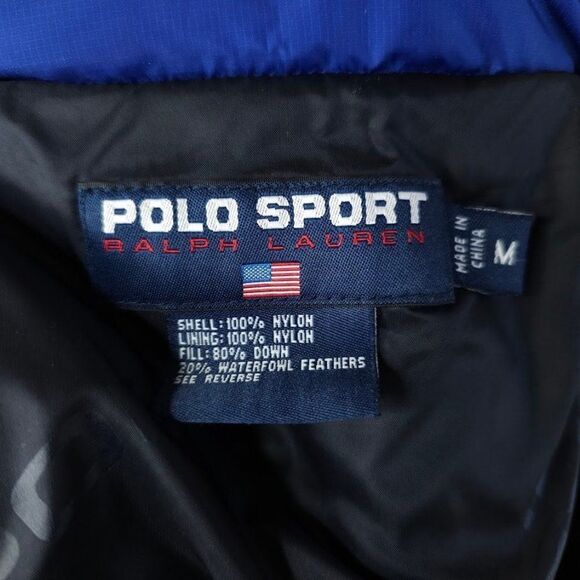 POLO SPORT
RALPH LAUREN
MADE IN
CHINA
M
SHELL: 100% NYLON
LINING: 100% NYLON
FILL: 80% DOWN
20% WATERFOWL FEATHERS
SEE REVERSE